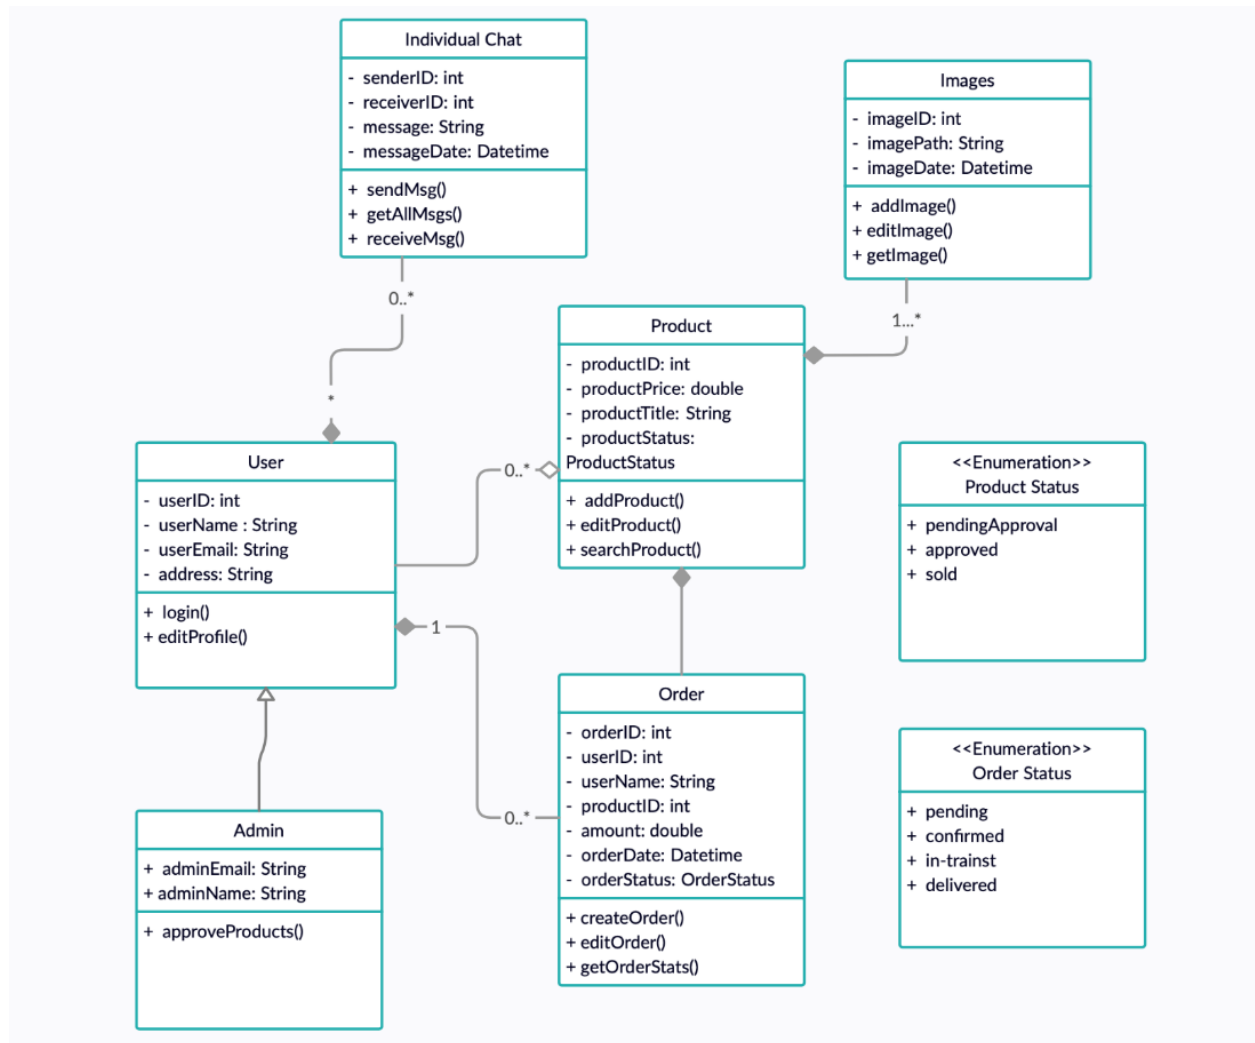 Individual Chat
- senderID: int
- receiverID: int
- message: String
- messageDate: Datetime
+ sendMsg()
+ getAllMsgs()
+ receiveMsg()
0..*
*
Images
- imageID: int
- imagePath: String
- imageDate: Datetime
+ addImage()
+ editImage()
+ getImage()
1...*
Product
- productID: int
- productPrice: double
- productTitle: String
- productStatus:
ProductStatus
+ addProduct()
+ editProduct()
+ searchProduct()
0..*
User
- userID: int
- userName : String
- userEmail: String
- address: String
+ login()
+ editProfile()
1
0..*
<<Enumeration>>
Product Status
+ pendingApproval
+ approved
+ sold
Order
- orderID: int
- userID: int
- userName: String
- productID: int
- amount: double
- orderDate: Datetime
- orderStatus: OrderStatus
+ createOrder()
+ editOrder()
+ getOrderStats()
<<Enumeration>>
Order Status
+ pending
+ confirmed
+ in-trainst
+ delivered
Admin
+ adminEmail: String
+ adminName: String
+ approveProducts()